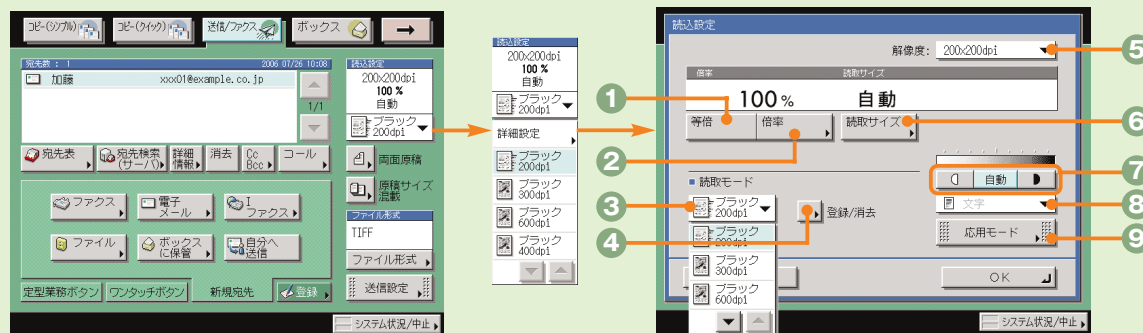 コピー(シンプル)
コピー(クイック)
送信/ファクス
ボックス
宛先数 : 1
2006 07/26 10:08
加藤
xxx01@example.co.jp
1/1
宛先表
宛先検索
(サーバ)
詳細
情報
消去
Cc
Bcc
コール
ファクス
電子
メール
I
ファクス
ファイル
ボックス
に保管
自分へ
送信
定型業務ボタン
ワンタッチボタン
新規宛先
登録
読込設定
200x200dpi
100 %
自動
ブラック
200dpi
両面原稿
原稿サイズ
混載
ファイル形式
TIFF
ファイル形式
送信設定
システム状況/中止
読込設定
200x200dpi
100 %
自動
ブラック
200dpi
詳細設定
ブラック
200dpi
ブラック
300dpi
ブラック
600dpi
ブラック
400dpi
読込設定
解像度:
200x200dpi
倍率
読取サイズ
100 %
自動
等倍
倍率
読取サイズ
読取モード
ブラック
200dpi
登録/消去
ブラック
200dpi
ブラック
300dpi
ブラック
600dpi
自動
文字
応用モード
OK
システム状況/中止
1
2
3
4
5
6
7
8
9